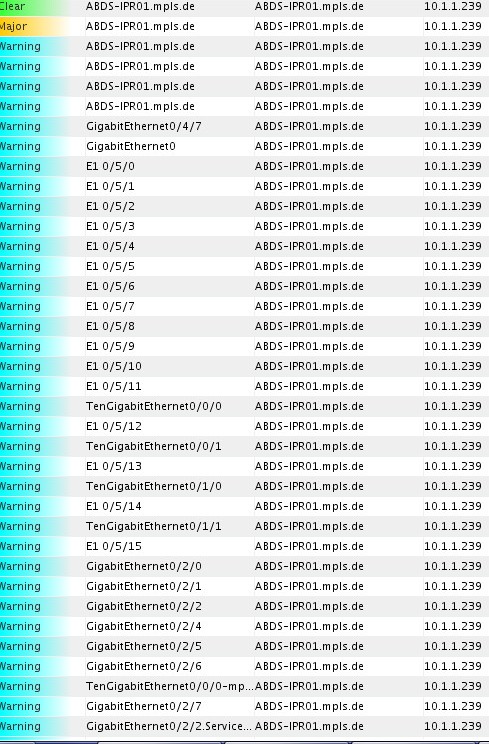 Clear ABDS-IPR01.mpls.de ABDS-IPR01.mpls.de 10.1.1.239
Major ABDS-IPR01.mpls.de ABDS-IPR01.mpls.de 10.1.1.239
Warning ABDS-IPR01.mpls.de ABDS-IPR01.mpls.de 10.1.1.239
Warning ABDS-IPR01.mpls.de ABDS-IPR01.mpls.de 10.1.1.239
Warning ABDS-IPR01.mpls.de ABDS-IPR01.mpls.de 10.1.1.239
Warning ABDS-IPR01.mpls.de ABDS-IPR01.mpls.de 10.1.1.239
Warning GigabitEthernet0/4/7 ABDS-IPR01.mpls.de 10.1.1.239
Warning GigabitEthernet0 ABDS-IPR01.mpls.de 10.1.1.239
Warning E1 0/5/0 ABDS-IPR01.mpls.de 10.1.1.239
Warning E1 0/5/1 ABDS-IPR01.mpls.de 10.1.1.239
Warning E1 0/5/2 ABDS-IPR01.mpls.de 10.1.1.239
Warning E1 0/5/3 ABDS-IPR01.mpls.de 10.1.1.239
Warning E1 0/5/4 ABDS-IPR01.mpls.de 10.1.1.239
Warning E1 0/5/5 ABDS-IPR01.mpls.de 10.1.1.239
Warning E1 0/5/6 ABDS-IPR01.mpls.de 10.1.1.239
Warning E1 0/5/7 ABDS-IPR01.mpls.de 10.1.1.239
Warning E1 0/5/8 ABDS-IPR01.mpls.de 10.1.1.239
Warning E1 0/5/9 ABDS-IPR01.mpls.de 10.1.1.239
Warning E1 0/5/10 ABDS-IPR01.mpls.de 10.1.1.239
Warning E1 0/5/11 ABDS-IPR01.mpls.de 10.1.1.239
Warning TenGigabitEthernet0/0/0 ABDS-IPR01.mpls.de 10.1.1.239
Warning E1 0/5/12 ABDS-IPR01.mpls.de 10.1.1.239
Warning TenGigabitEthernet0/0/1 ABDS-IPR01.mpls.de 10.1.1.239
Warning E1 0/5/13 ABDS-IPR01.mpls.de 10.1.1.239
Warning TenGigabitEthernet0/1/0 ABDS-IPR01.mpls.de 10.1.1.239
Warning E1 0/5/14 ABDS-IPR01.mpls.de 10.1.1.239
Warning TenGigabitEthernet0/1/1 ABDS-IPR01.mpls.de 10.1.1.239
Warning E1 0/5/15 ABDS-IPR01.mpls.de 10.1.1.239
Warning GigabitEthernet0/2/0 ABDS-IPR01.mpls.de 10.1.1.239
Warning GigabitEthernet0/2/1 ABDS-IPR01.mpls.de 10.1.1.239
Warning GigabitEthernet0/2/2 ABDS-IPR01.mpls.de 10.1.1.239
Warning GigabitEthernet0/2/4 ABDS-IPR01.mpls.de 10.1.1.239
Warning GigabitEthernet0/2/5 ABDS-IPR01.mpls.de 10.1.1.239
Warning GigabitEthernet0/2/6 ABDS-IPR01.mpls.de 10.1.1.239
Warning TenGigabitEthernet0/0/0-mp... ABDS-IPR01.mpls.de 10.1.1.239
Warning GigabitEthernet0/2/7 ABDS-IPR01.mpls.de 10.1.1.239
Warning GigabitEthernet0/2/2.Service... ABDS-IPR01.mpls.de 10.1.1.239